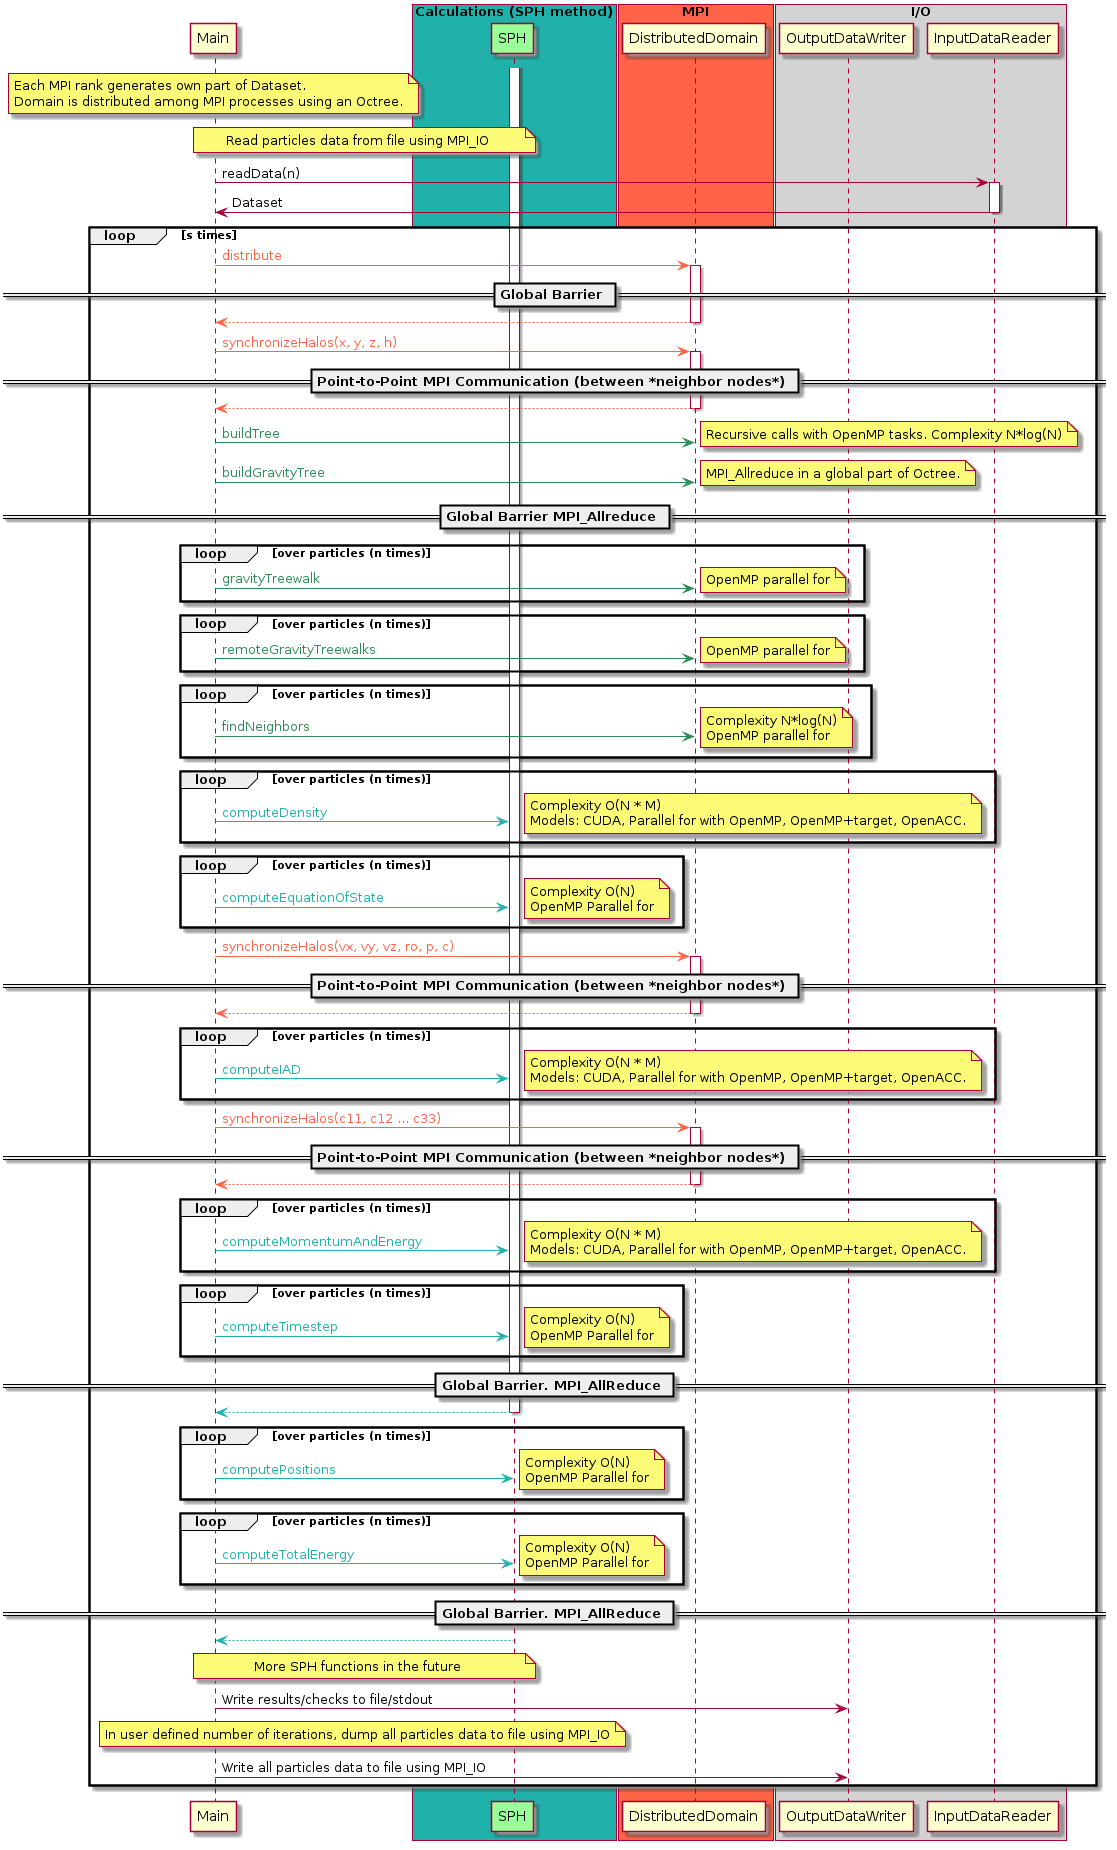 Calculations (SPH method)
MPI
I/O
Main
SPH
DistributedDomain
OutputDataWriter
InputDataReader
Each MPI rank generates own part of Dataset.
Domain is distributed among MPI processes using an Octree.
Read particles data from file using MPI_IO
readData(n)
Dataset
loop [s times]
distribute
Global Barrier
synchronizeHalos(x, y, z, h)
Point-to-Point MPI Communication (between *neighbor nodes*)
buildTree
Recursive calls with OpenMP tasks. Complexity N*log(N)
buildGravityTree
MPI_Allreduce in a global part of Octree.
Global Barrier MPI_Allreduce
loop [over particles (n times)]
gravityTreewalk
OpenMP parallel for
loop [over particles (n times)]
remoteGravityTreewalks
OpenMP parallel for
loop [over particles (n times)]
findNeighbors
Complexity N*log(N)
OpenMP parallel for
loop [over particles (n times)]
computeDensity
Complexity O(N * M)
Models: CUDA, Parallel for with OpenMP, OpenMP+target, OpenACC.
loop [over particles (n times)]
computeEquationOfState
Complexity O(N)
OpenMP Parallel for
synchronizeHalos(vx, vy, vz, ro, p, c)
Point-to-Point MPI Communication (between *neighbor nodes*)
loop [over particles (n times)]
computeIAD
Complexity O(N * M)
Models: CUDA, Parallel for with OpenMP, OpenMP+target, OpenACC.
synchronizeHalos(c11, c12 ... c33)
Point-to-Point MPI Communication (between *neighbor nodes*)
loop [over particles (n times)]
computeMomentumAndEnergy
Complexity O(N * M)
Models: CUDA, Parallel for with OpenMP, OpenMP+target, OpenACC.
loop [over particles (n times)]
computeTimestep
Complexity O(N)
OpenMP Parallel for
Global Barrier. MPI_AllReduce
loop [over particles (n times)]
computePositions
Complexity O(N)
OpenMP Parallel for
loop [over particles (n times)]
computeTotalEnergy
Complexity O(N)
OpenMP Parallel for
Global Barrier. MPI_AllReduce
More SPH functions in the future
Write results/checks to file/stdout
In user defined number of iterations, dump all particles data to file using MPI_IO
Write all particles data to file using MPI_IO
Main
SPH
DistributedDomain
OutputDataWriter
InputDataReader